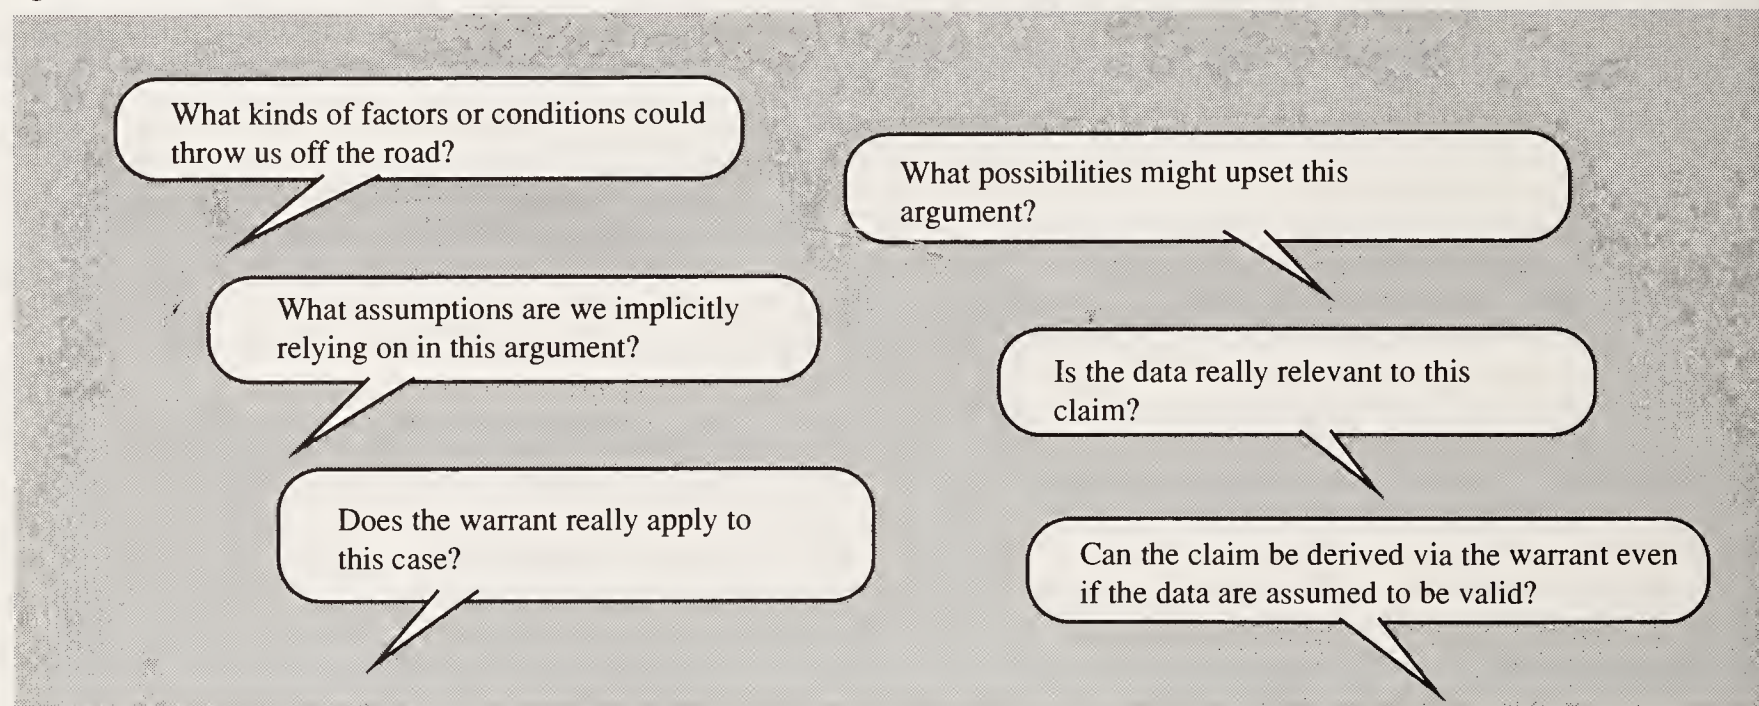 What kinds of factors or conditions could
throw us off the road?
What possibilities might upset this
argument?
What assumptions are we implicitly
relying on in this argument?
Is the data really relevant to this
claim?
Does the warrant really apply to
this case?
Can the claim be derived via the warrant even
if the data are assumed to be valid?